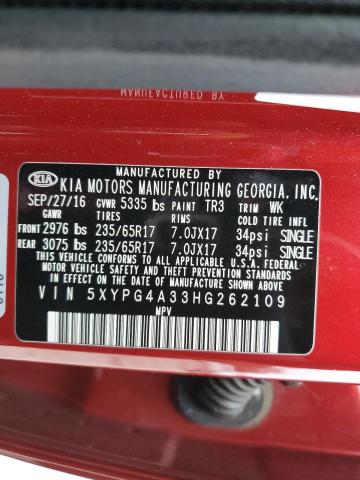 MANUFACTURED BY
MANUFACTURED BY
KIA KIA MOTORS MANUFACTURING GEORGIA, INC.
SEP/27/16 GVWR 5335 lbs PAINT TR3 TRIM WK
GAWR TIRES RIMS COLD TIRE INFL
FRONT 2976 lbs 235/65R17 7.0JX17 34psi SINGLE
REAR 3075 lbs 235/65R17 7.0JX17 34psi SINGLE
THIS VEHICLE CONFORMS TO ALL APPLICABLE U.S.A. FEDERAL
MOTOR VEHICLE SAFETY AND THEFT PREVENTION STANDARDS
IN EFFECT ON THE DATE OF MANUFACTURE SHOWN ABOVE.
VIN 5XYPG4A33HG262109
MPV